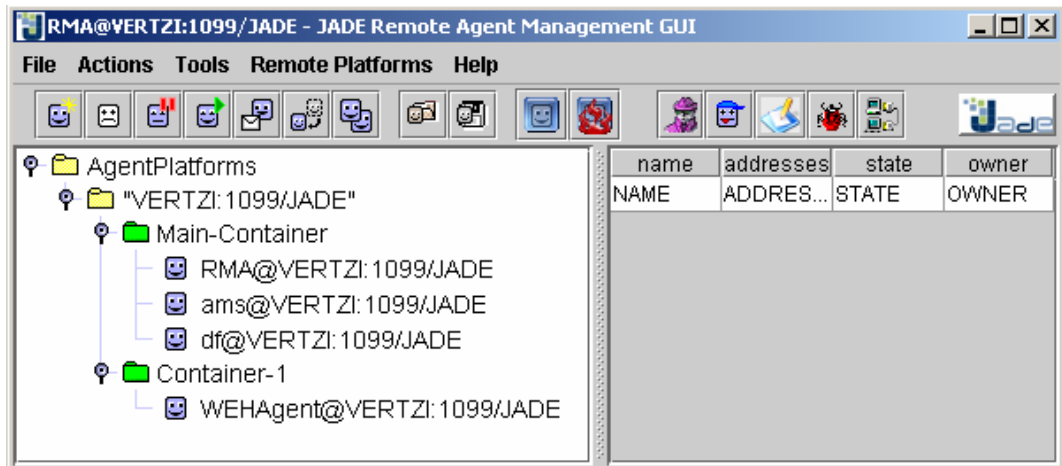 RMA@VERTZI:1099/JADE - JADE Remote Agent Management GUI
File Actions Tools Remote Platforms Help
Jade
AgentPlatforms
"VERTZI:1099/JADE"
Main-Container
RMA@VERTZI:1099/JADE
ams@VERTZI:1099/JADE
df@VERTZI:1099/JADE
Container-1
WEHAgent@VERTZI:1099/JADE
name addresses state owner
NAME ADDRES... STATE OWNER